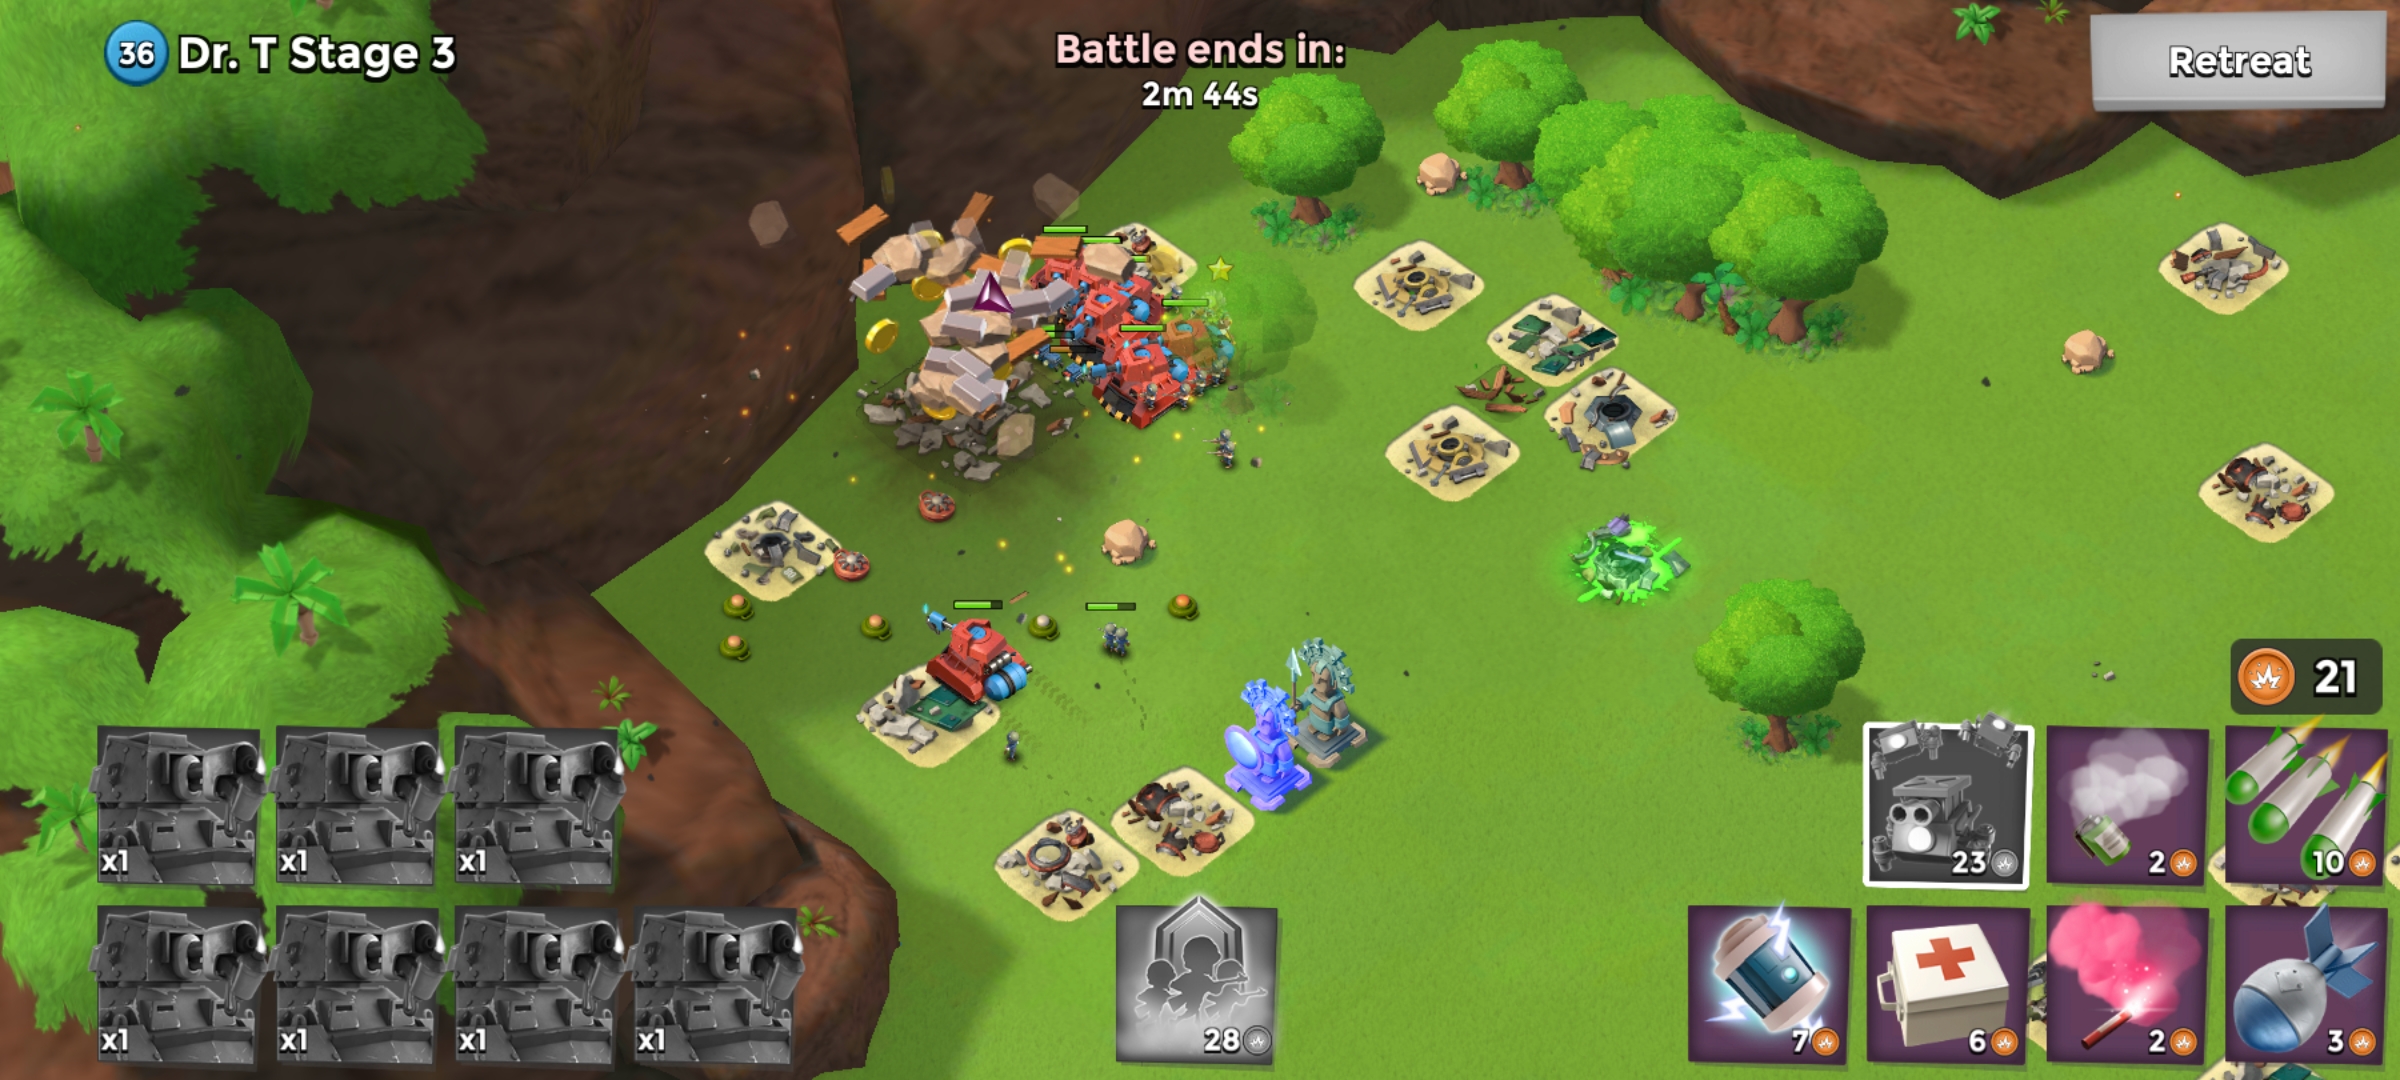 36 Dr. T Stage 3
Battle ends in:
2m 44s
Retreat
21
x1 x1 x1
23 2 10
x1 x1 x1 x1
28
7 6 2 3